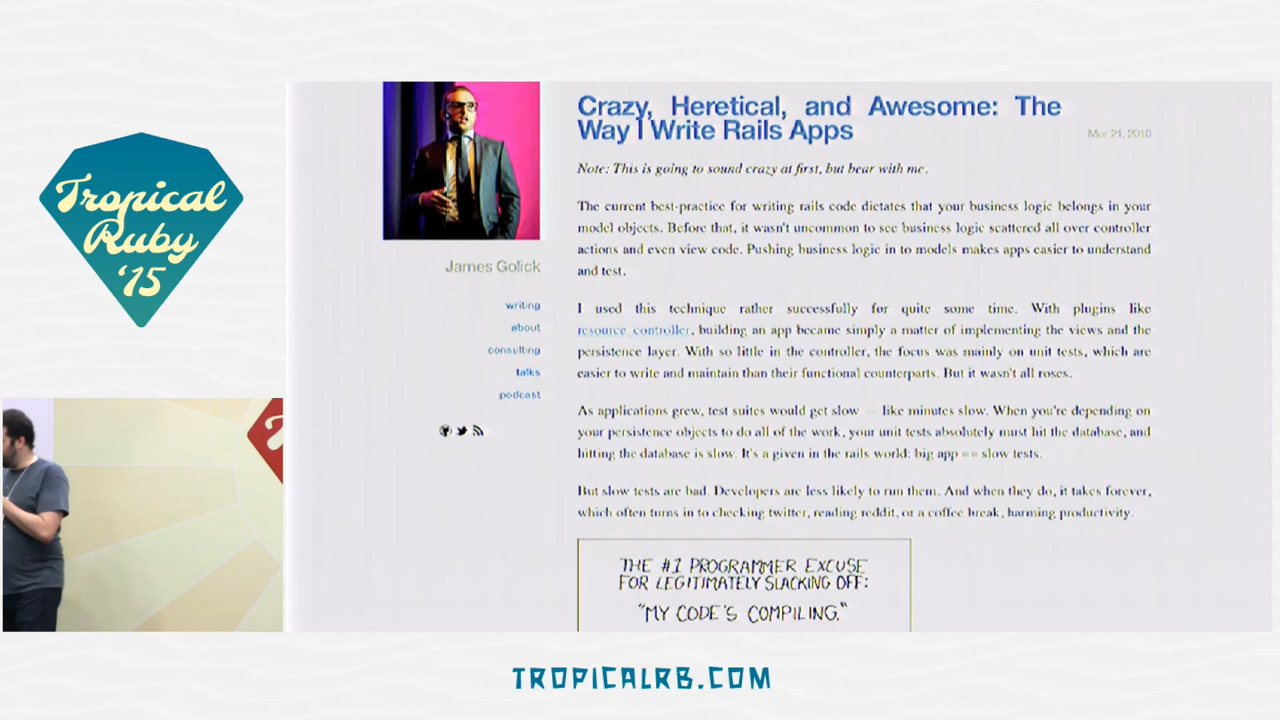 Tropical
Ruby
'15
James Golick
writing
about
consulting
talks
podcast
Crazy, Heretical, and Awesome: The
Way I Write Rails Apps
Mar 21, 2010
Note: This is going to sound crazy at first, but bear with me.
The current best-practice for writing rails code dictates that your business logic belongs in your
model objects. Before that, it wasn't uncommon to see business logic scattered all over controller
actions and even view code. Pushing business logic in to models makes apps easier to understand
and test.
I used this technique rather successfully for quite some time. With plugins like
resource_controller, building an app became simply a matter of implementing the views and the
persistence layer. With so little in the controller, the focus was mainly on unit tests, which are
easier to write and maintain than their functional counterparts. But it wasn't all roses.
As applications grew, test suites would get slow — like minutes slow. When you're depending on
your persistence objects to do all of the work, your unit tests absolutely must hit the database, and
hitting the database is slow. It's a given in the rails world: big app == slow tests.
But slow tests are bad. Developers are less likely to run them. And when they do, it takes forever,
which often turns in to checking twitter, reading reddit, or a coffee break, harming productivity.
THE #1 PROGRAMMER EXCUSE
FOR LEGITIMATELY SLACKING OFF:
"MY CODE'S COMPILING."
TROPICALRB.COM